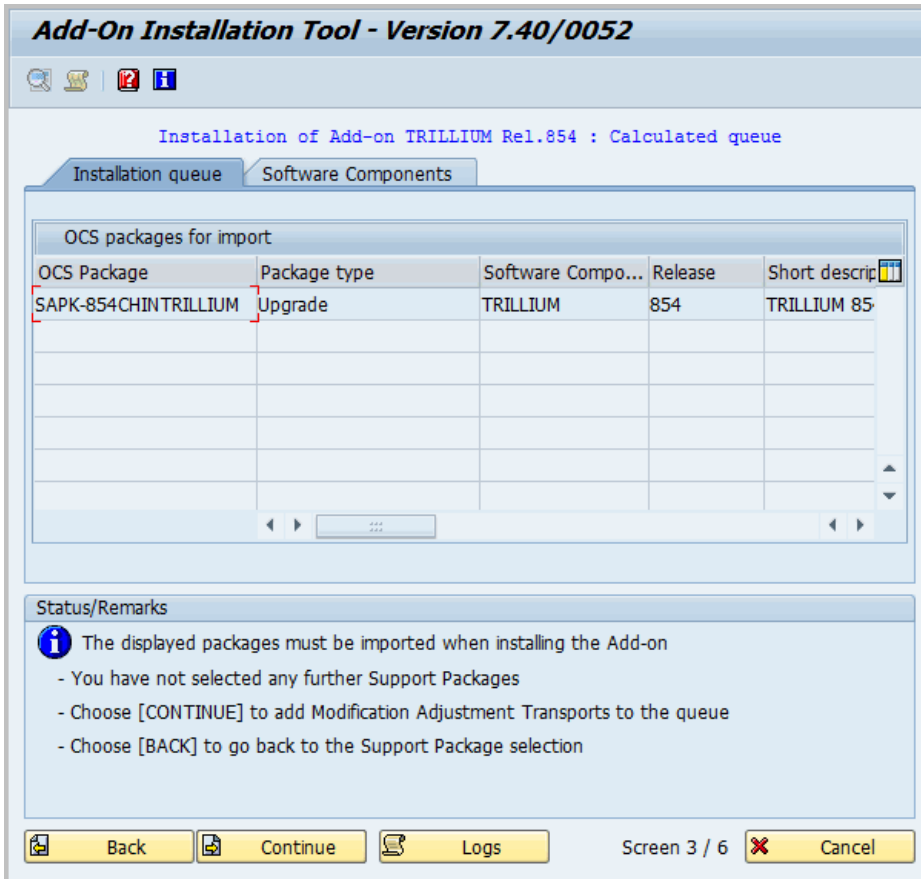 Add-On Installation Tool - Version 7.40/0052
Installation of Add-on TRILLIUM Rel.854 : Calculated queue
Installation queue Software Components
OCS packages for import
OCS Package Package type Software Compo... Release Short descrip
SAPK-854CHINTRILLIUM Upgrade TRILLIUM 854 TRILLIUM 85
Status/Remarks
The displayed packages must be imported when installing the Add-on
- You have not selected any further Support Packages
- Choose [CONTINUE] to add Modification Adjustment Transports to the queue
- Choose [BACK] to go back to the Support Package selection
Back Continue Logs Screen 3 / 6 Cancel